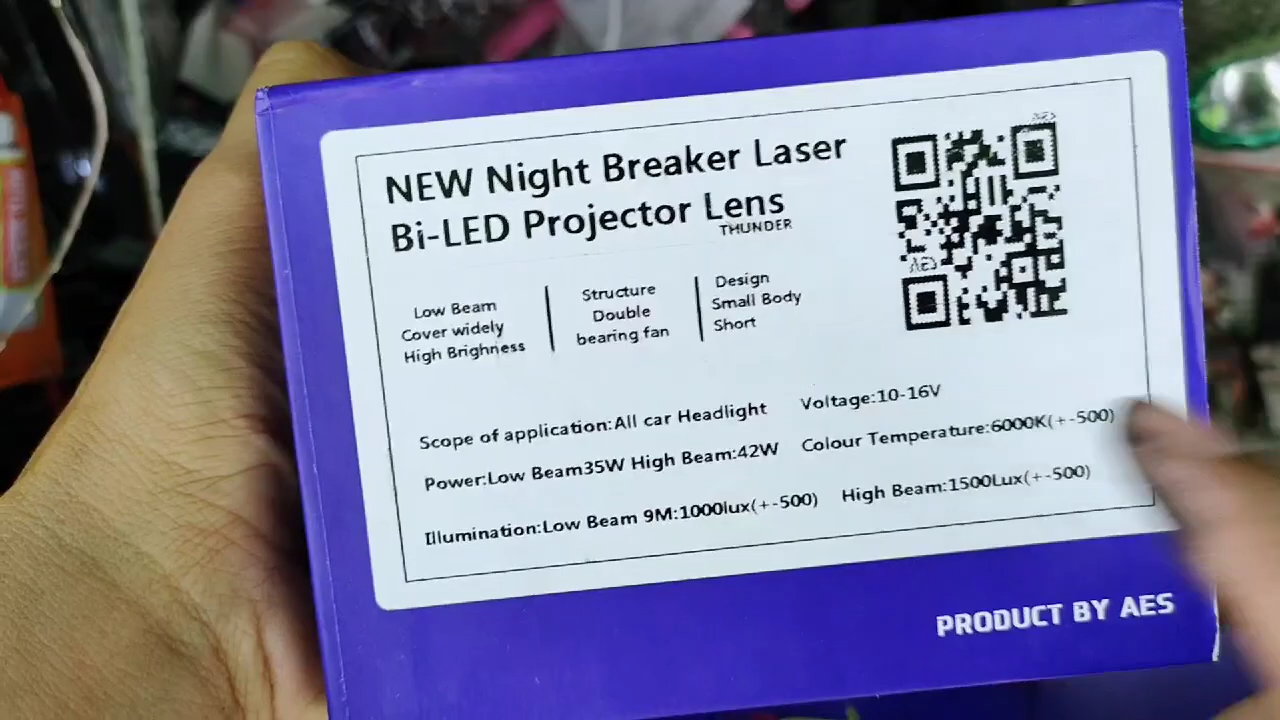 NEW Night Breaker Laser
Bi-LED Projector Lens
THUNDER
Low Beam
Cover widely
High Brighness
Structure
Double
bearing fan
Design
Small Body
Short
AES
AES
Scope of application:All car Headlight Voltage:10-16V
Power:Low Beam35W High Beam:42W Colour Temperature:6000K(+-500)
Illumination:Low Beam 9M:1000lux(+-500) High Beam:1500Lux(+-500)
PRODUCT BY AES